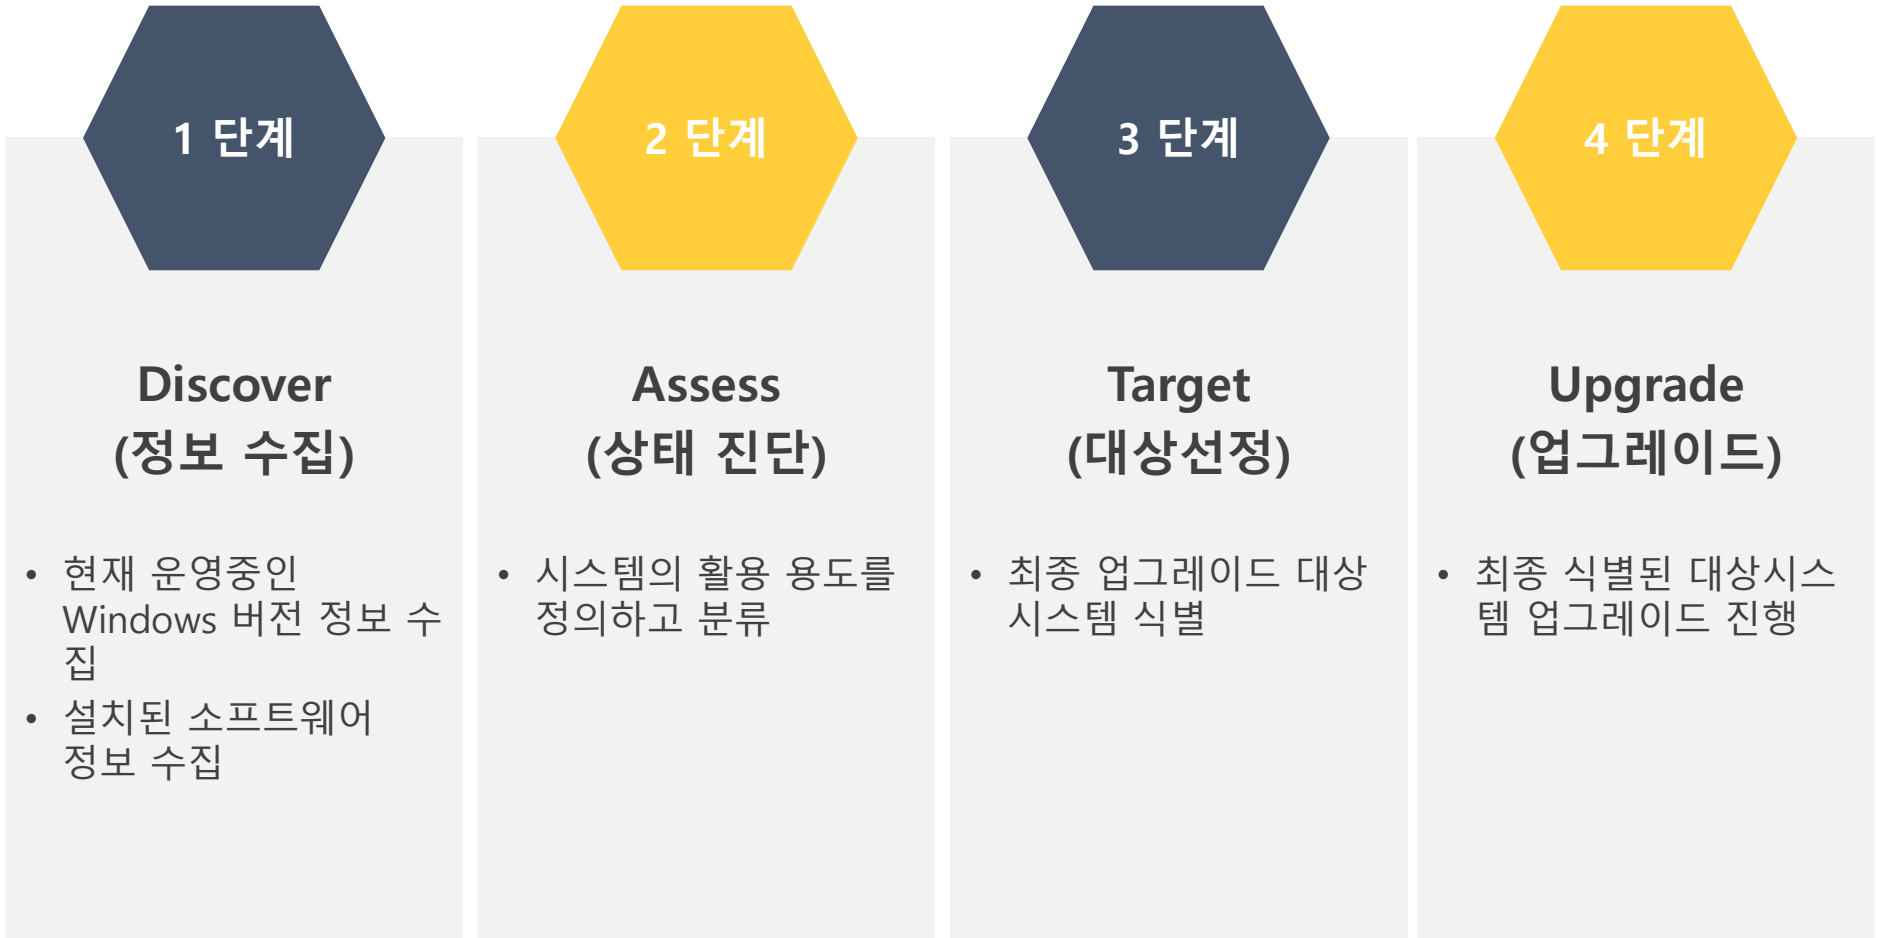 1 단계
Discover
(정보 수집)
• 현재 운영중인
Windows 버전 정보 수
집
• 설치된 소프트웨어
정보 수집
2 단계
Assess
(상태 진단)
• 시스템의 활용 용도를
정의하고 분류
3 단계
Target
(대상선정)
• 최종 업그레이드 대상
시스템 식별
4 단계
Upgrade
(업그레이드)
• 최종 식별된 대상시스
템 업그레이드 진행